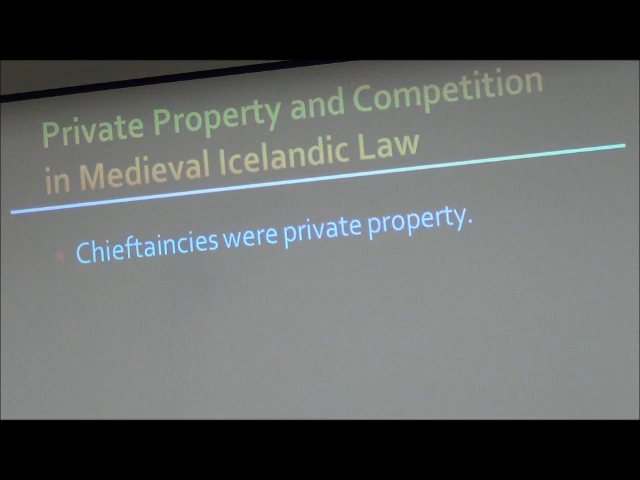 Private Property and Competition
in Medieval Icelandic Law
Chieftaincies were private property.